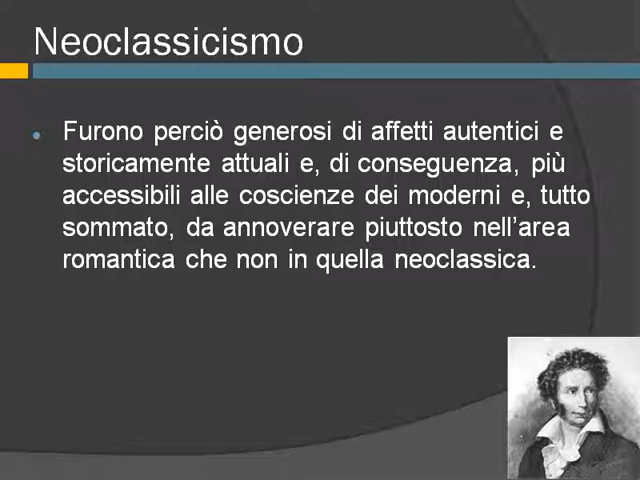 Neoclassicismo
Furono perciò generosi di affetti autentici e
storicamente attuali e, di conseguenza, più
accessibili alle coscienze dei moderni e, tutto
sommato, da annoverare piuttosto nell’area
romantica che non in quella neoclassica.